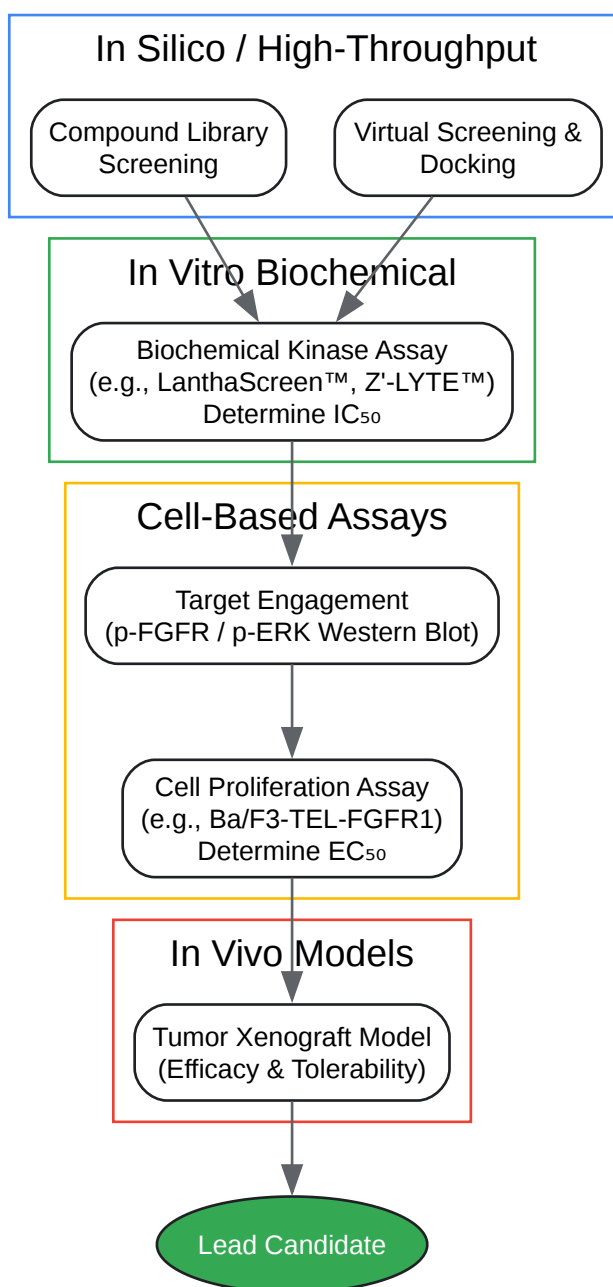 In Silico / High-Throughput
Compound Library
Screening
Virtual Screening &
Docking
In Vitro Biochemical
Biochemical Kinase Assay
(e.g., LanthaScreen™, Z'-LYTE™)
Determine IC₅₀
Cell-Based Assays
Target Engagement
(p-FGFR / p-ERK Western Blot)
Cell Proliferation Assay
(e.g., Ba/F3-TEL-FGFR1)
Determine EC₅₀
In Vivo Models
Tumor Xenograft Model
(Efficacy & Tolerability)
Lead Candidate